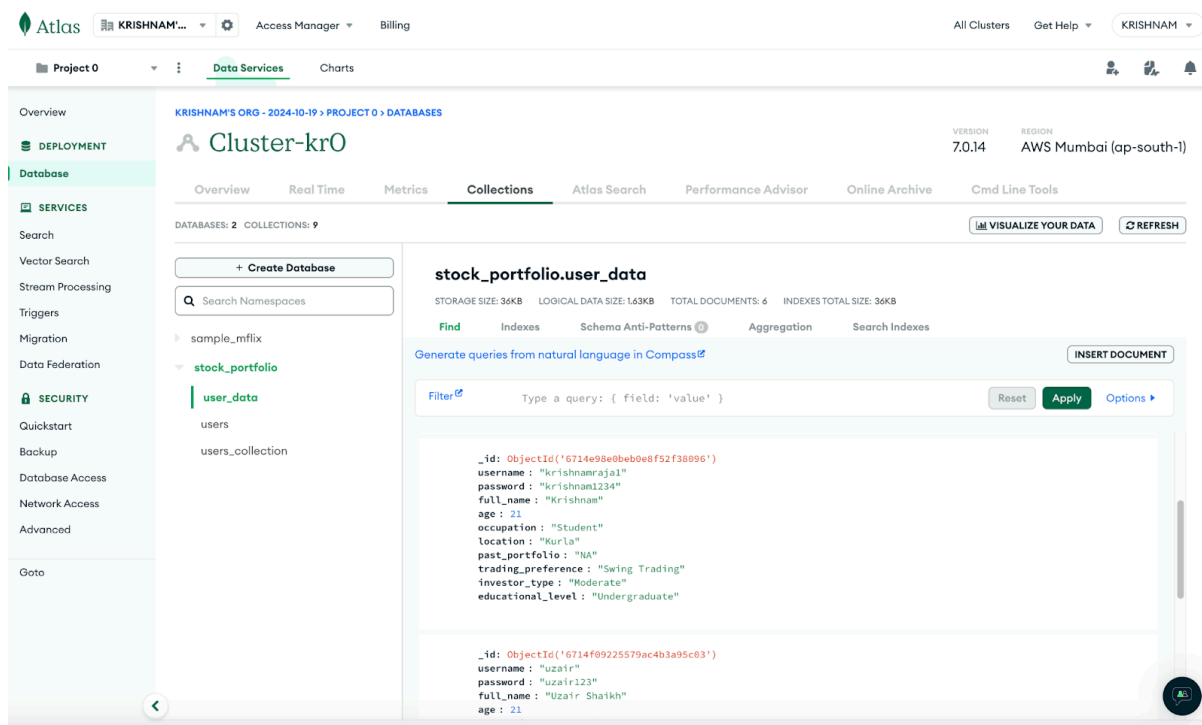 Atlas KRISHNAM'... Access Manager Billing All Clusters Get Help KRISHNAM
Project 0 Data Services Charts
Overview
DEPLOYMENT
Database
SERVICES
Search
Vector Search
Stream Processing
Triggers
Migration
Data Federation
SECURITY
Quickstart
Backup
Database Access
Network Access
Advanced
Goto
KRISHNAM'S ORG - 2024-10-19 > PROJECT 0 > DATABASES
Cluster-kr0
VERSION REGION
7.0.14 AWS Mumbai (ap-south-1)
Overview Real Time Metrics Collections Atlas Search Performance Advisor Online Archive Cmd Line Tools
DATABASES: 2 COLLECTIONS: 9 VISUALIZE YOUR DATA REFRESH
+ Create Database
Search Namespaces
sample_mflix
stock_portfolio
user_data
users
users_collection
stock_portfolio.user_data
STORAGE SIZE: 36KB LOGICAL DATA SIZE: 1.63KB TOTAL DOCUMENTS: 6 INDEXES TOTAL SIZE: 36KB
Find Indexes Schema Anti-Patterns 0 Aggregation Search Indexes
Generate queries from natural language in Compass INSERT DOCUMENT
Filter Type a query: { field: 'value' } Reset Apply Options
_id: ObjectId('6714e98e0beb0e8f52f38096')
username : "krishnamraja1"
password : "krishnam1234"
full_name : "Krishnam"
age : 21
occupation : "Student"
location : "Kurla"
past_portfolio : "NA"
trading_preference : "Swing Trading"
investor_type : "Moderate"
educational_level : "Undergraduate"
_id: ObjectId('6714f09225579ac4b3a95c03')
username : "uzair"
password : "uzair123"
full_name : "Uzair Shaikh"
age : 21